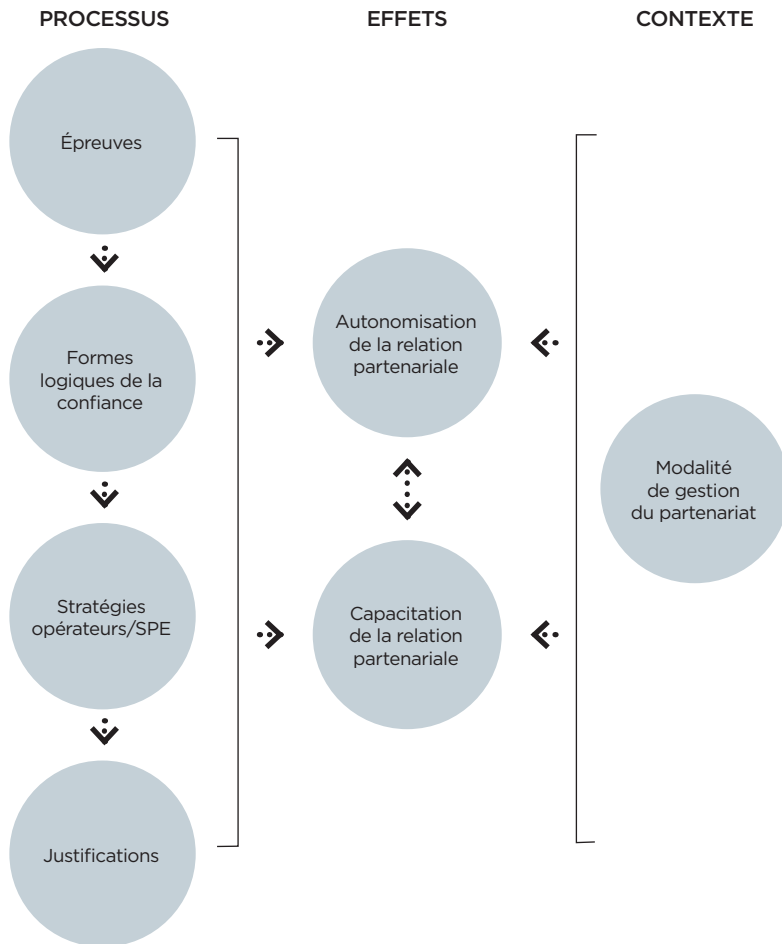 PROCESSUS
EFFETS
CONTEXTE
Épreuves
Formes
logiques de la
confiance
Stratégies
opérateurs/SPE
Justifications
Autonomisation
de la relation
partenariale
Capacitation
de la relation
partenariale
Modalité
de gestion
du partenariat